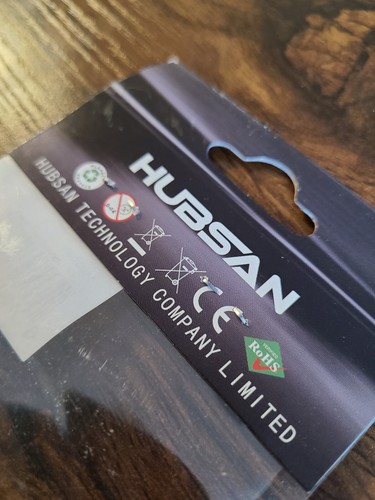 HUBSAN
CE
RoHS
HUBSAN TECHNOLOGY COMPANY LIMITED